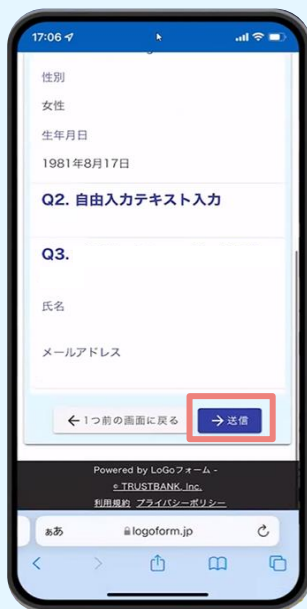 17:06
性別
女性
生年月日
1981年8月17日
Q2. 自由入力テキスト入力
Q3.
氏名
メールアドレス
←1つ前の画面に戻る →送信
Powered by LoGoフォーム -
© TRUSTBANK, Inc.
利用規約 プライバシーポリシー
ぁあ logoform.jp